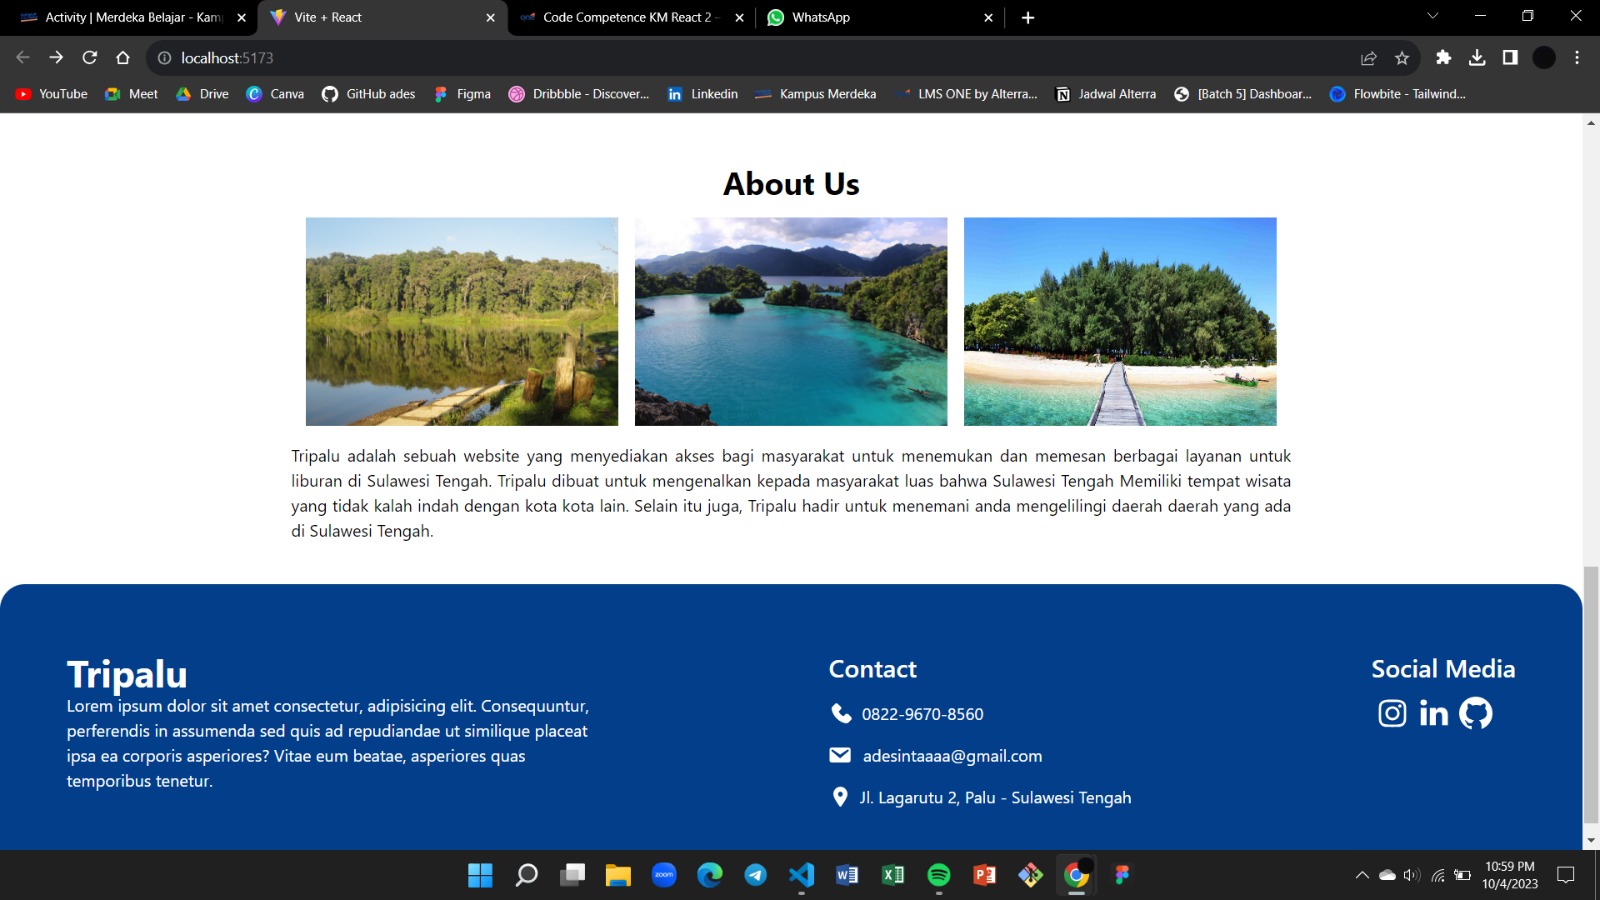 Activity | Merdeka Belajar - Kam
Vite + React
Code Competence KM React 2 -
WhatsApp
localhost:5173
YouTube
Meet
Drive
Canva
GitHub ades
Figma
Dribbble - Discover...
Linkedin
Kampus Merdeka
LMS ONE by Alterra...
Jadwal Alterra
[Batch 5] Dashboar...
Flowbite - Tailwind...
About Us
Tripalu adalah sebuah website yang menyediakan akses bagi masyarakat untuk menemukan dan memesan berbagai layanan untuk
liburan di Sulawesi Tengah. Tripalu dibuat untuk mengenalkan kepada masyarakat luas bahwa Sulawesi Tengah Memiliki tempat wisata
yang tidak kalah indah dengan kota kota lain. Selain itu juga, Tripalu hadir untuk menemani anda mengelilingi daerah daerah yang ada
di Sulawesi Tengah.
Tripalu
Lorem ipsum dolor sit amet consectetur, adipisicing elit. Consequuntur,
perferendis in assumenda sed quis ad repudiandae ut similique placeat
ipsa ea corporis asperiores? Vitae eum beatae, asperiores quas
temporibus tenetur.
Contact
0822-9670-8560
adesintaaaa@gmail.com
Jl. Lagarutu 2, Palu - Sulawesi Tengah
Social Media
zoom
10:59 PM
10/4/2023